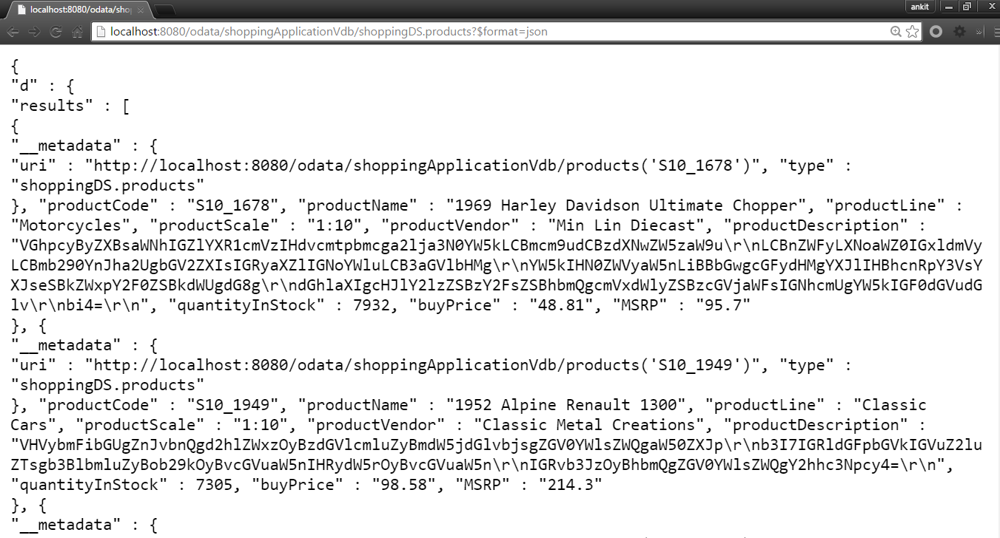 localhost:8080/odata/shop
ankit
localhost:8080/odata/shoppingApplicationVdb/shoppingDS.products?$format=json
{
"d" : {
"results" : [
{
"__metadata" : {
"uri" : "http://localhost:8080/odata/shoppingApplicationVdb/products('S10_1678')", "type" :
"shoppingDS.products"
}, "productCode" : "S10_1678", "productName" : "1969 Harley Davidson Ultimate Chopper", "productLine" :
"Motorcycles", "productScale" : "1:10", "productVendor" : "Min Lin Diecast", "productDescription" :
"VGhpcyByZXBsaWNhIGZlYXR1cmVzIHdvcmtpbmcga2lja3N0YW5kLCBmcm9udCBzdXNwZW5zaW9u\r\nLCBnZWFyLXNoaWZ0IGxldmVy
LCBmb290YnJha2UgbGV2ZXIsIGRyaXZlIGNoYWluLCB3aGVlbHMg\r\nYW5kIHN0ZWVyaW5nLiBBbGwgcGFydHMgYXJlIHBhcnRpY3VsY
XJseSBkZWxpY2F0ZSBkdWUgdG8g\r\ndGhlaXIgcHJlY2lzZSBzY2FsZSBhbmQgcmVxdWlyZSBzcGVjaWFsIGNhcmUgYW5kIGF0dGVudG
lv\r\nbi4=\r\n", "quantityInStock" : 7932, "buyPrice" : "48.81", "MSRP" : "95.7"
}, {
"__metadata" : {
"uri" : "http://localhost:8080/odata/shoppingApplicationVdb/products('S10_1949')", "type" :
"shoppingDS.products"
}, "productCode" : "S10_1949", "productName" : "1952 Alpine Renault 1300", "productLine" : "Classic
Cars", "productScale" : "1:10", "productVendor" : "Classic Metal Creations", "productDescription" :
"VHVybmFibGUgZnJvbnQgd2hlZWxzOyBzdGVlcmluZyBmdW5jdGlvbjsgZGV0YWlsZWQgaW50ZXJp\r\nb3I7IGRldGFpbGVkIGVuZ2lu
ZTsgb3BlbmluZyBob29kOyBvcGVuaW5nIHRydW5rOyBvcGVuaW5n\r\nIGRvb3JzOyBhbmQgZGV0YWlsZWQgY2hhc3Npcy4=\r\n",
"quantityInStock" : 7305, "buyPrice" : "98.58", "MSRP" : "214.3"
}, {
"__metadata" : {